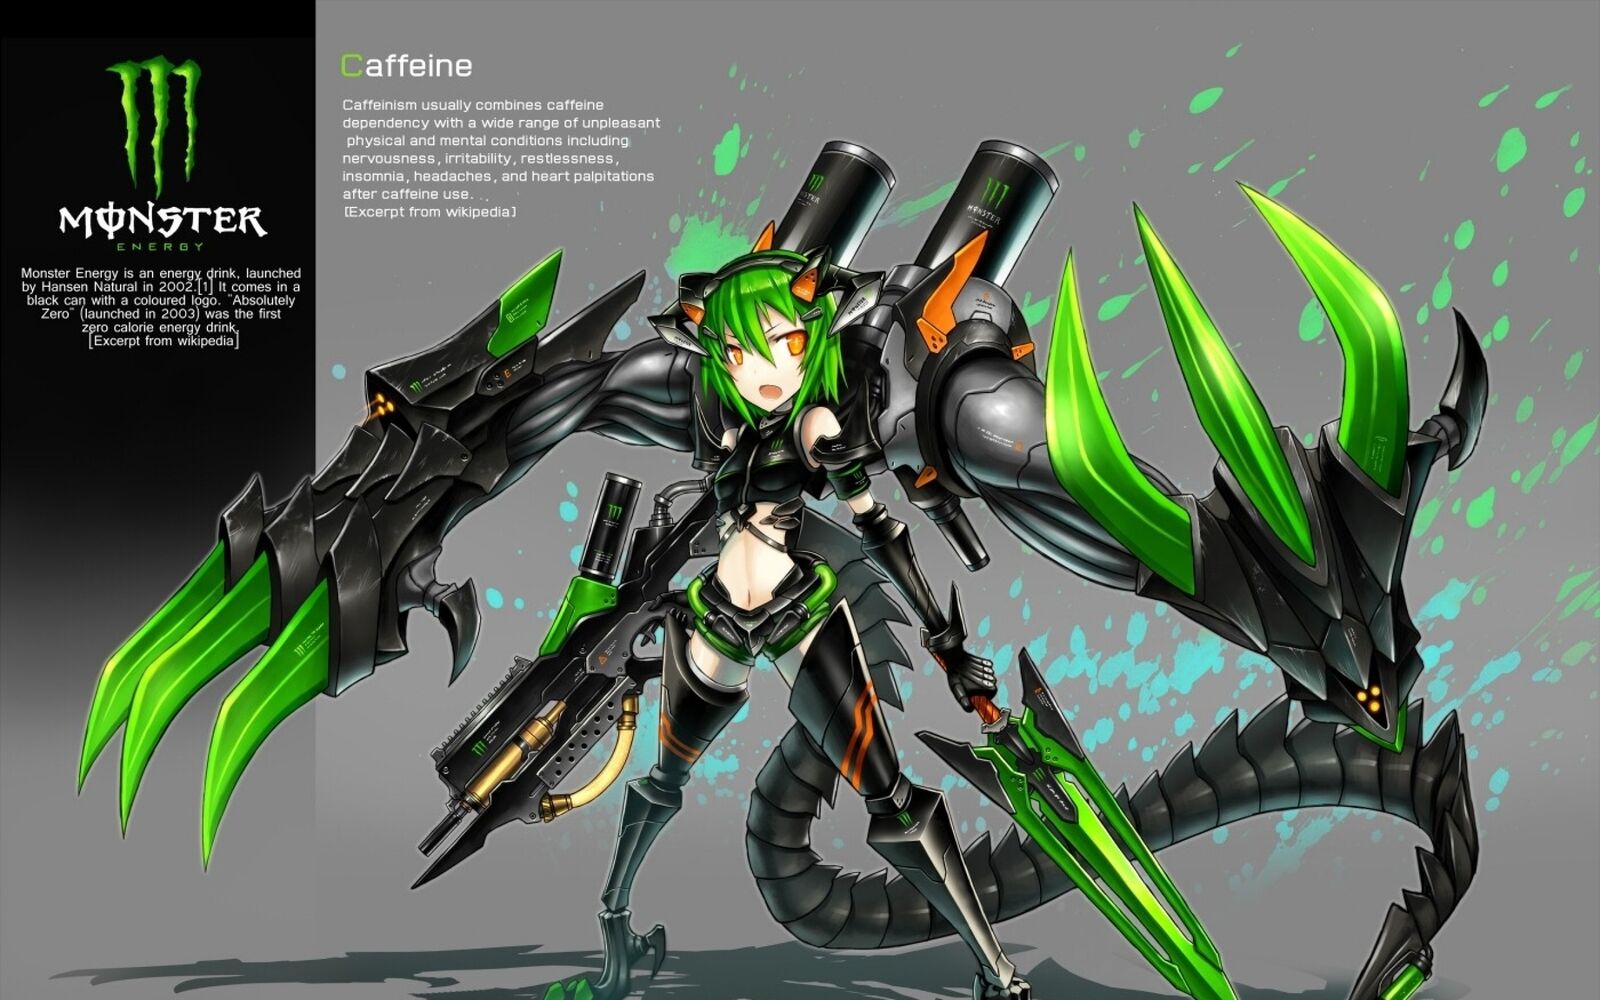 MONSTER
ENERGY
Monster Energy is an energy drink, launched
by Hansen Natural in 2002.[1] It comes in a
black can with a coloured logo. "Absolutely
Zero" (launched in 2003) was the first
zero calorie energy drink.
[Excerpt from wikipedia]
Caffeine
Caffeinism usually combines caffeine
dependency with a wide range of unpleasant
physical and mental conditions including
nervousness, irritability, restlessness,
insomnia, headaches, and heart palpitations
after caffeine use. . .
[Excerpt from wikipedia]
MONSTER
MONSTER
MONSTER